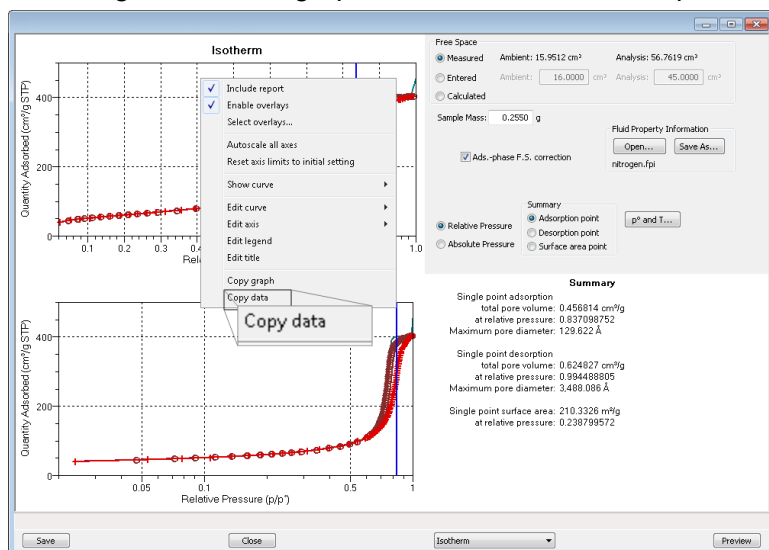 Isotherm
Quantity Adsorbed (cm³/g STP)
400
200
0
0.1 0.2 0.3 1.0
Include report
Enable overlays
Select overlays...
Autoscale all axes
Reset axis limits to initial setting
Show curve
Edit curve
Edit axis
Edit legend
Edit title
Copy graph
Copy data
Copy data
Quantity Adsorbed (cm³/g STP)
400
200
0
0.05 0.1 0.5 1
Relative Pressure (p/p°)
Free Space
Measured Ambient: 15.9512 cm³ Analysis: 56.7619 cm³
Entered Ambient: 16.0000 cm³ Analysis: 45.0000 cm³
Calculated
Sample Mass: 0.2550 g
Fluid Property Information
Open... Save As...
nitrogen.fpi
Ads.-phase F.S. correction
Summary
Relative Pressure
Absolute Pressure
Adsorption point
Desorption point
Surface area point
p° and T...
Summary
Single point adsorption
total pore volume: 0.456814 cm³/g
at relative pressure: 0.837098752
Maximum pore diameter: 129.622 Å
Single point desorption
total pore volume: 0.624827 cm³/g
at relative pressure: 0.994488805
Maximum pore diameter: 3,488.086 Å
Single point surface area: 210.3326 m²/g
at relative pressure: 0.238799572
Save Close Isotherm Preview